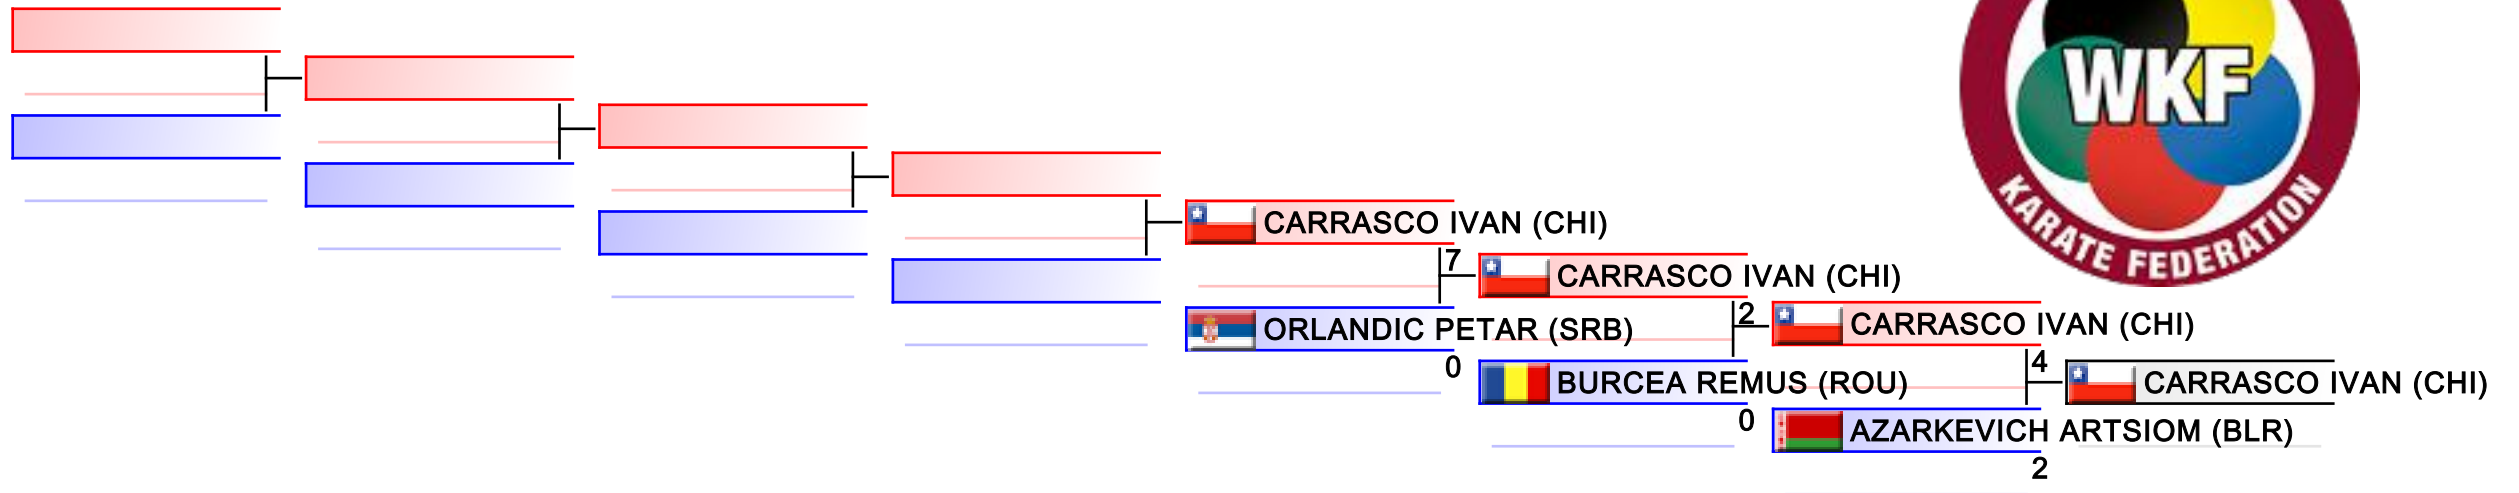 WKF
KARATE FEDERATION
CARRASCO IVAN (CHI)
7
CARRASCO IVAN (CHI)
ORLANDIC PETAR (SRB)
0
2
CARRASCO IVAN (CHI)
BURCEA REMUS (ROU)
0
4
CARRASCO IVAN (CHI)
AZARKEVICH ARTSIOM (BLR)
2